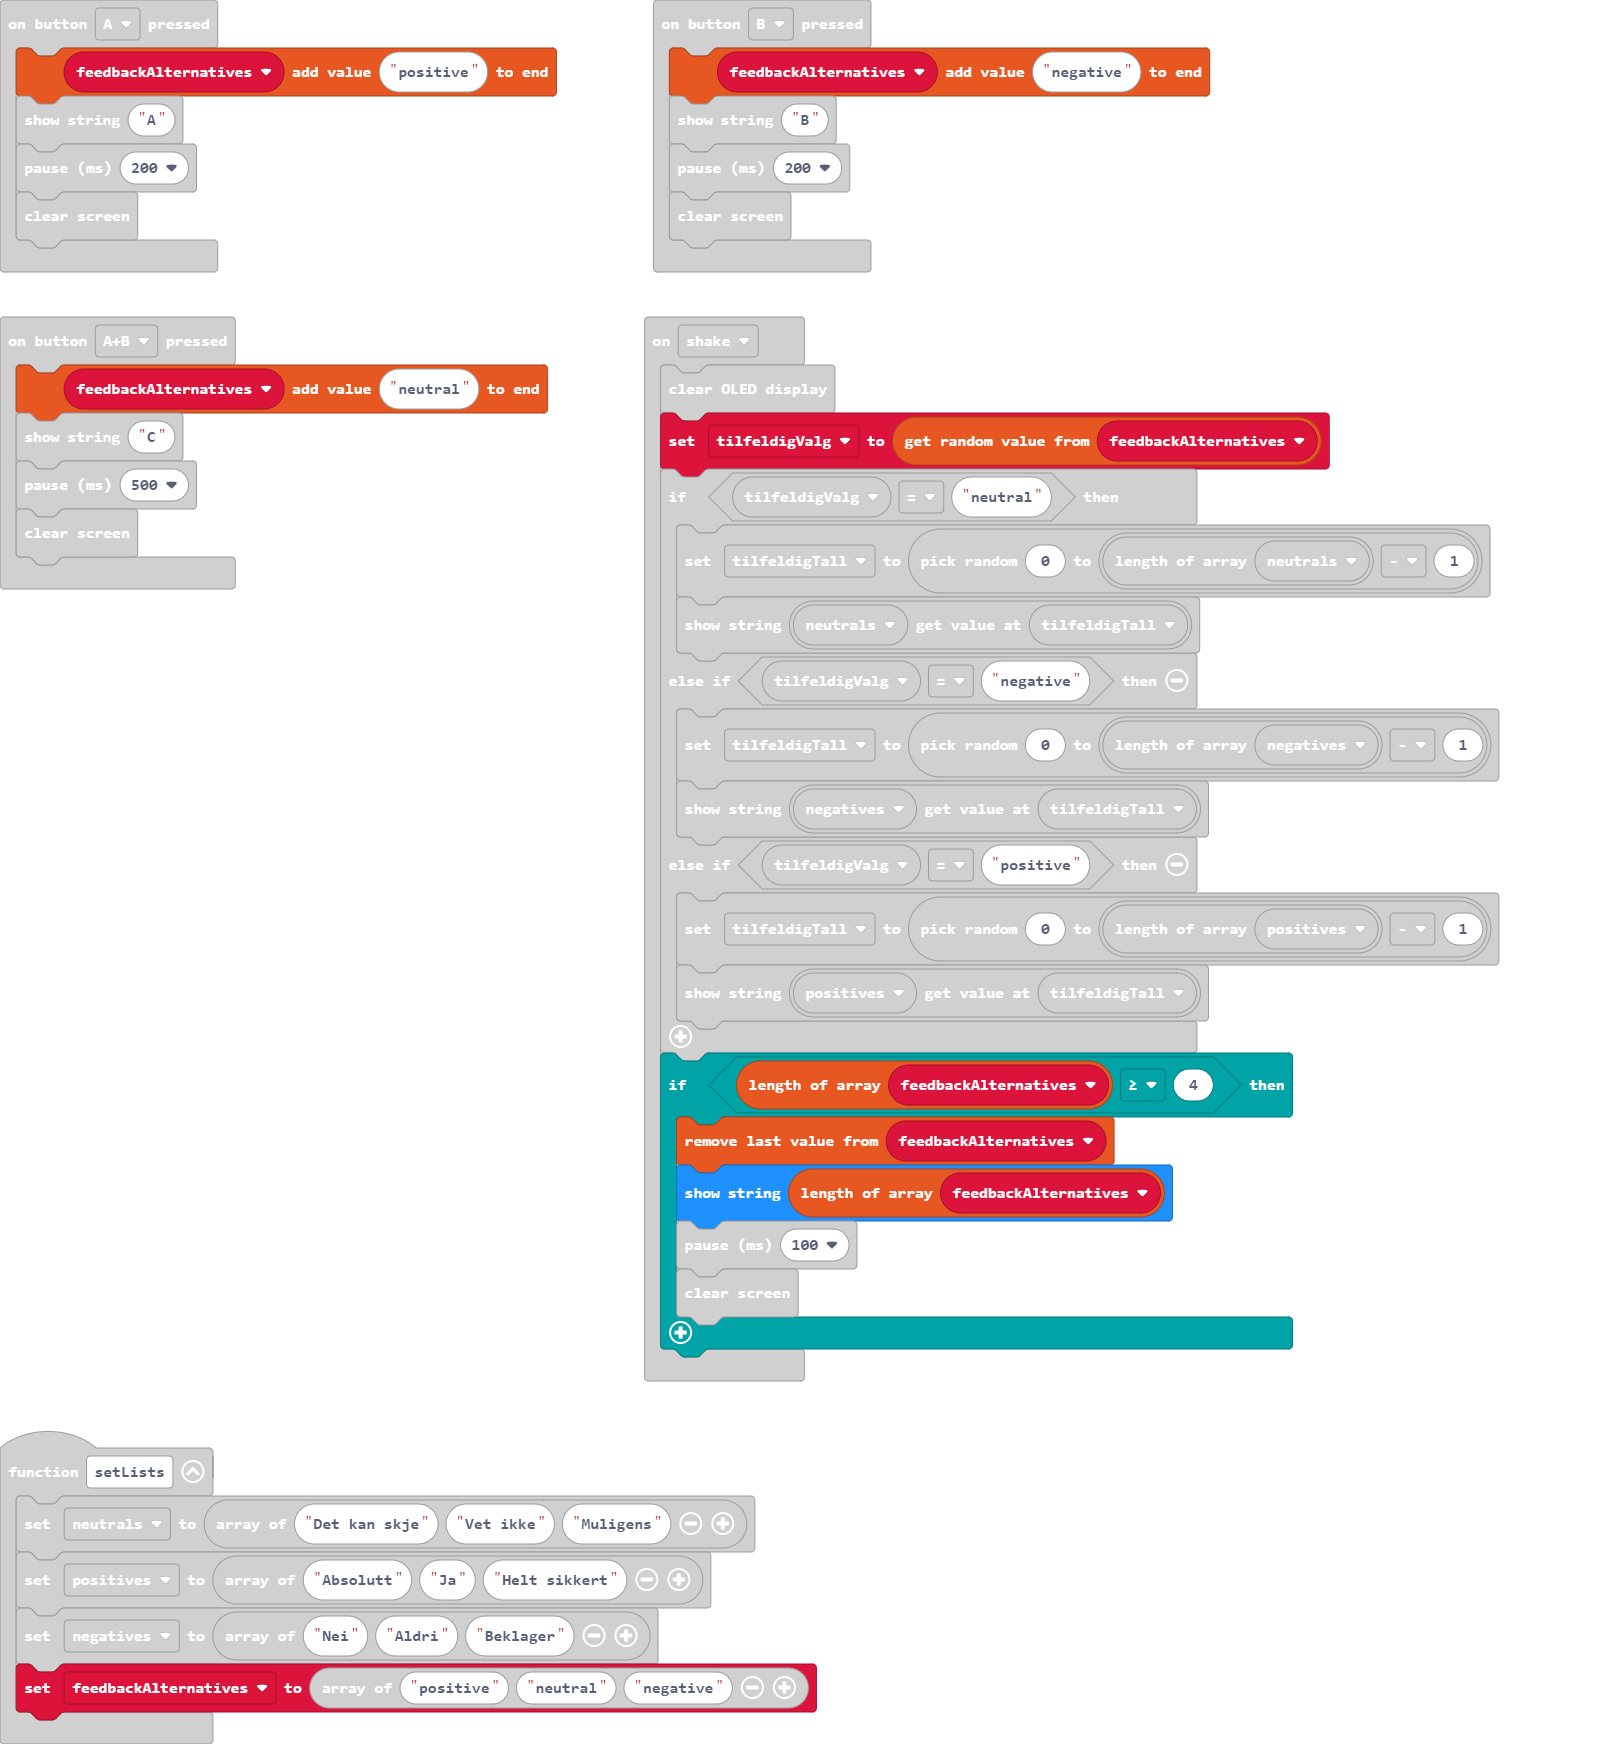 on button A pressed
feedbackAlternatives add value "positive" to end
show string "A"
pause (ms) 200
clear screen
on button B pressed
feedbackAlternatives add value "negative" to end
show string "B"
pause (ms) 200
clear screen
on button A+B pressed
feedbackAlternatives add value "neutral" to end
show string "C"
pause (ms) 500
clear screen
on shake
clear OLED display
set tilfeldigValg to get random value from feedbackAlternatives
if tilfeldigValg = "neutral" then
set tilfeldigTall to pick random 0 to length of array neutrals - 1
show string neutrals get value at tilfeldigTall
else if tilfeldigValg = "negative" then
set tilfeldigTall to pick random 0 to length of array negatives - 1
show string negatives get value at tilfeldigTall
else if tilfeldigValg = "positive" then
set tilfeldigTall to pick random 0 to length of array positives - 1
show string positives get value at tilfeldigTall
if length of array feedbackAlternatives ≥ 4 then
remove last value from feedbackAlternatives
show string length of array feedbackAlternatives
pause (ms) 100
clear screen
function setLists
set neutrals to array of "Det kan skje" "Vet ikke" "Muligens"
set positives to array of "Absolutt" "Ja" "Helt sikkert"
set negatives to array of "Nei" "Aldri" "Beklager"
set feedbackAlternatives to array of "positive" "neutral" "negative"